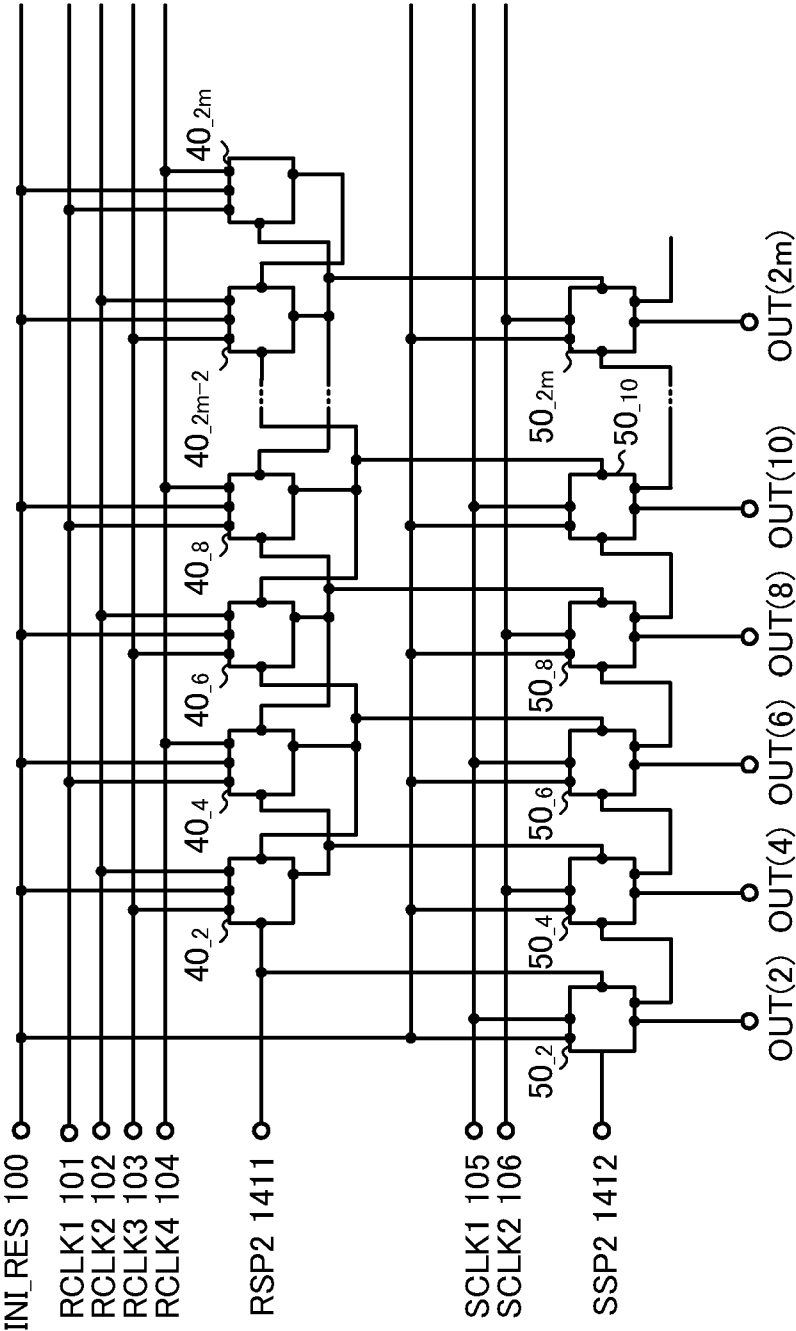 INI_RES 100
RCLK1 101
RCLK2 102
RCLK3 103
RCLK4 104
RSP2 1411
SCLK1 105
SCLK2 106
SSP2 1412
40_2
40_4
40_6
40_8
40_2m-2
40_2m
50_2
50_4
50_6
50_8
50_10
50_2m
OUT(2)
OUT(4)
OUT(6)
OUT(8)
OUT(10)
OUT(2m)